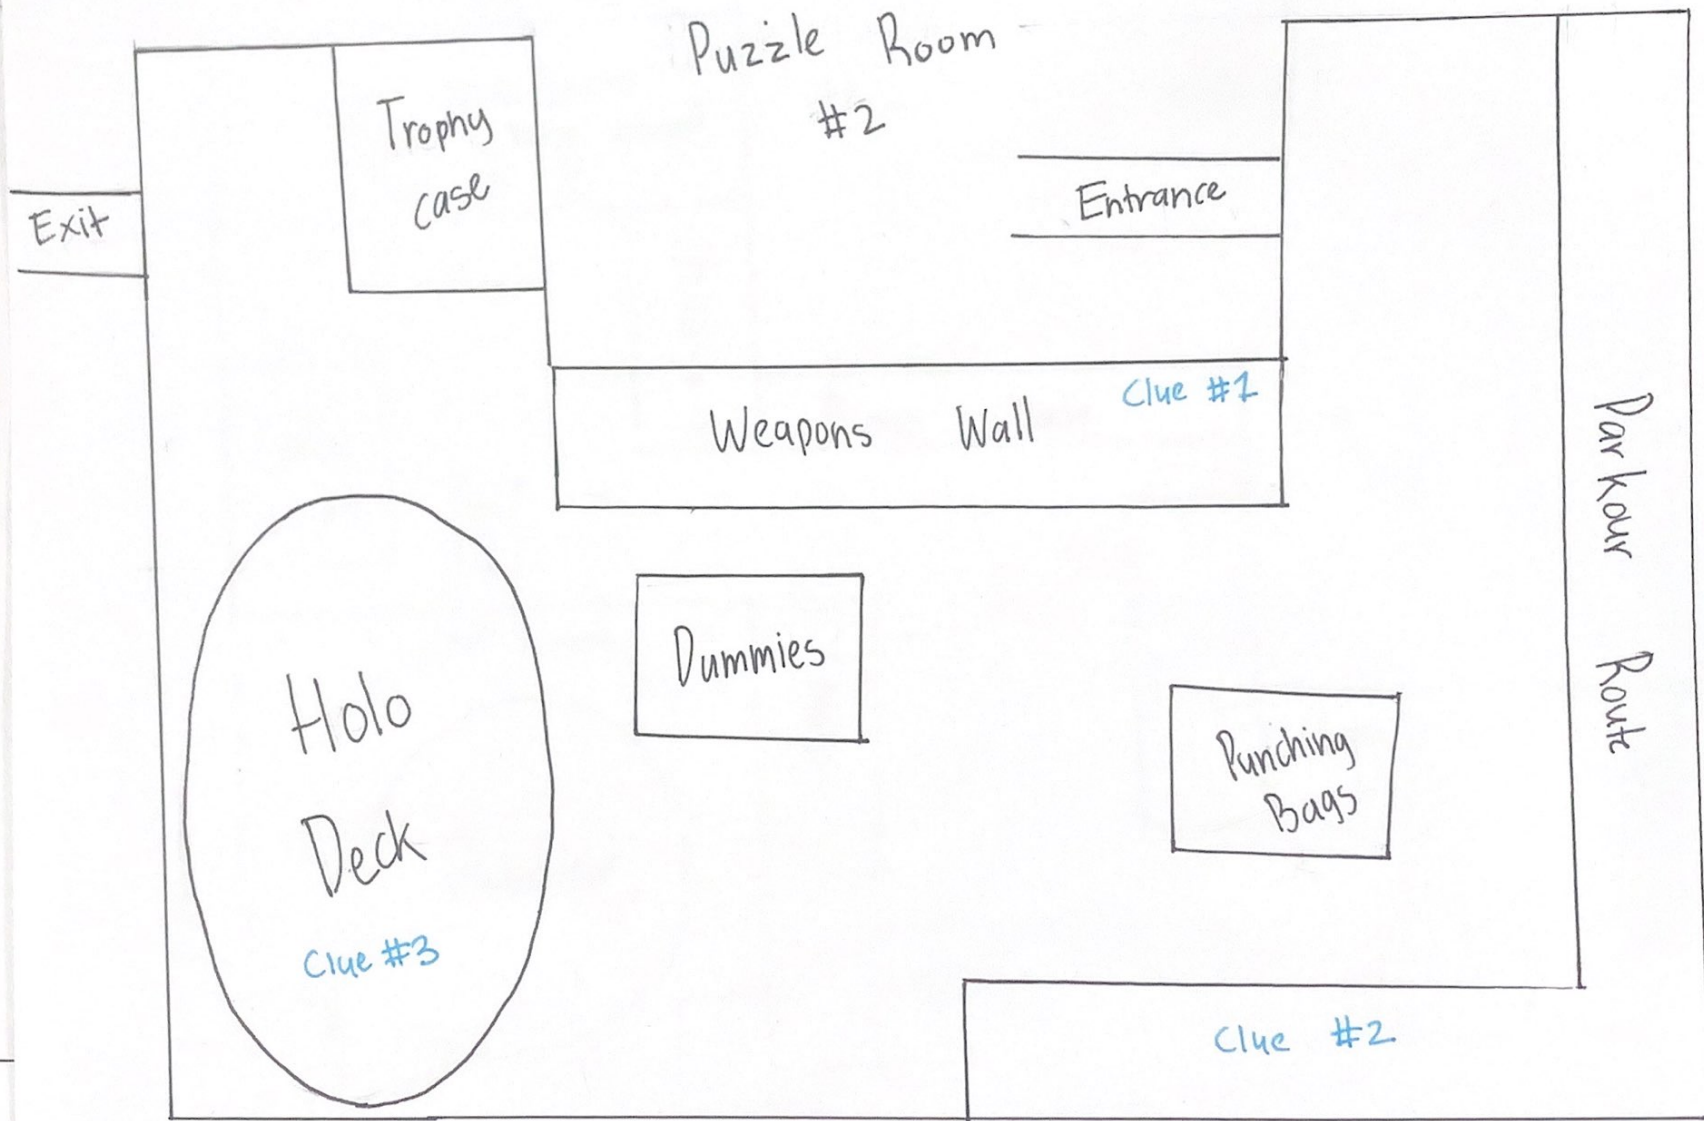 Puzzle Room
#2
Trophy
case
Exit
Entrance
Clue #1
Weapons Wall
Parkour Route
Dummies
Holo
Deck
Clue #3
Punching
Bags
Clue #2